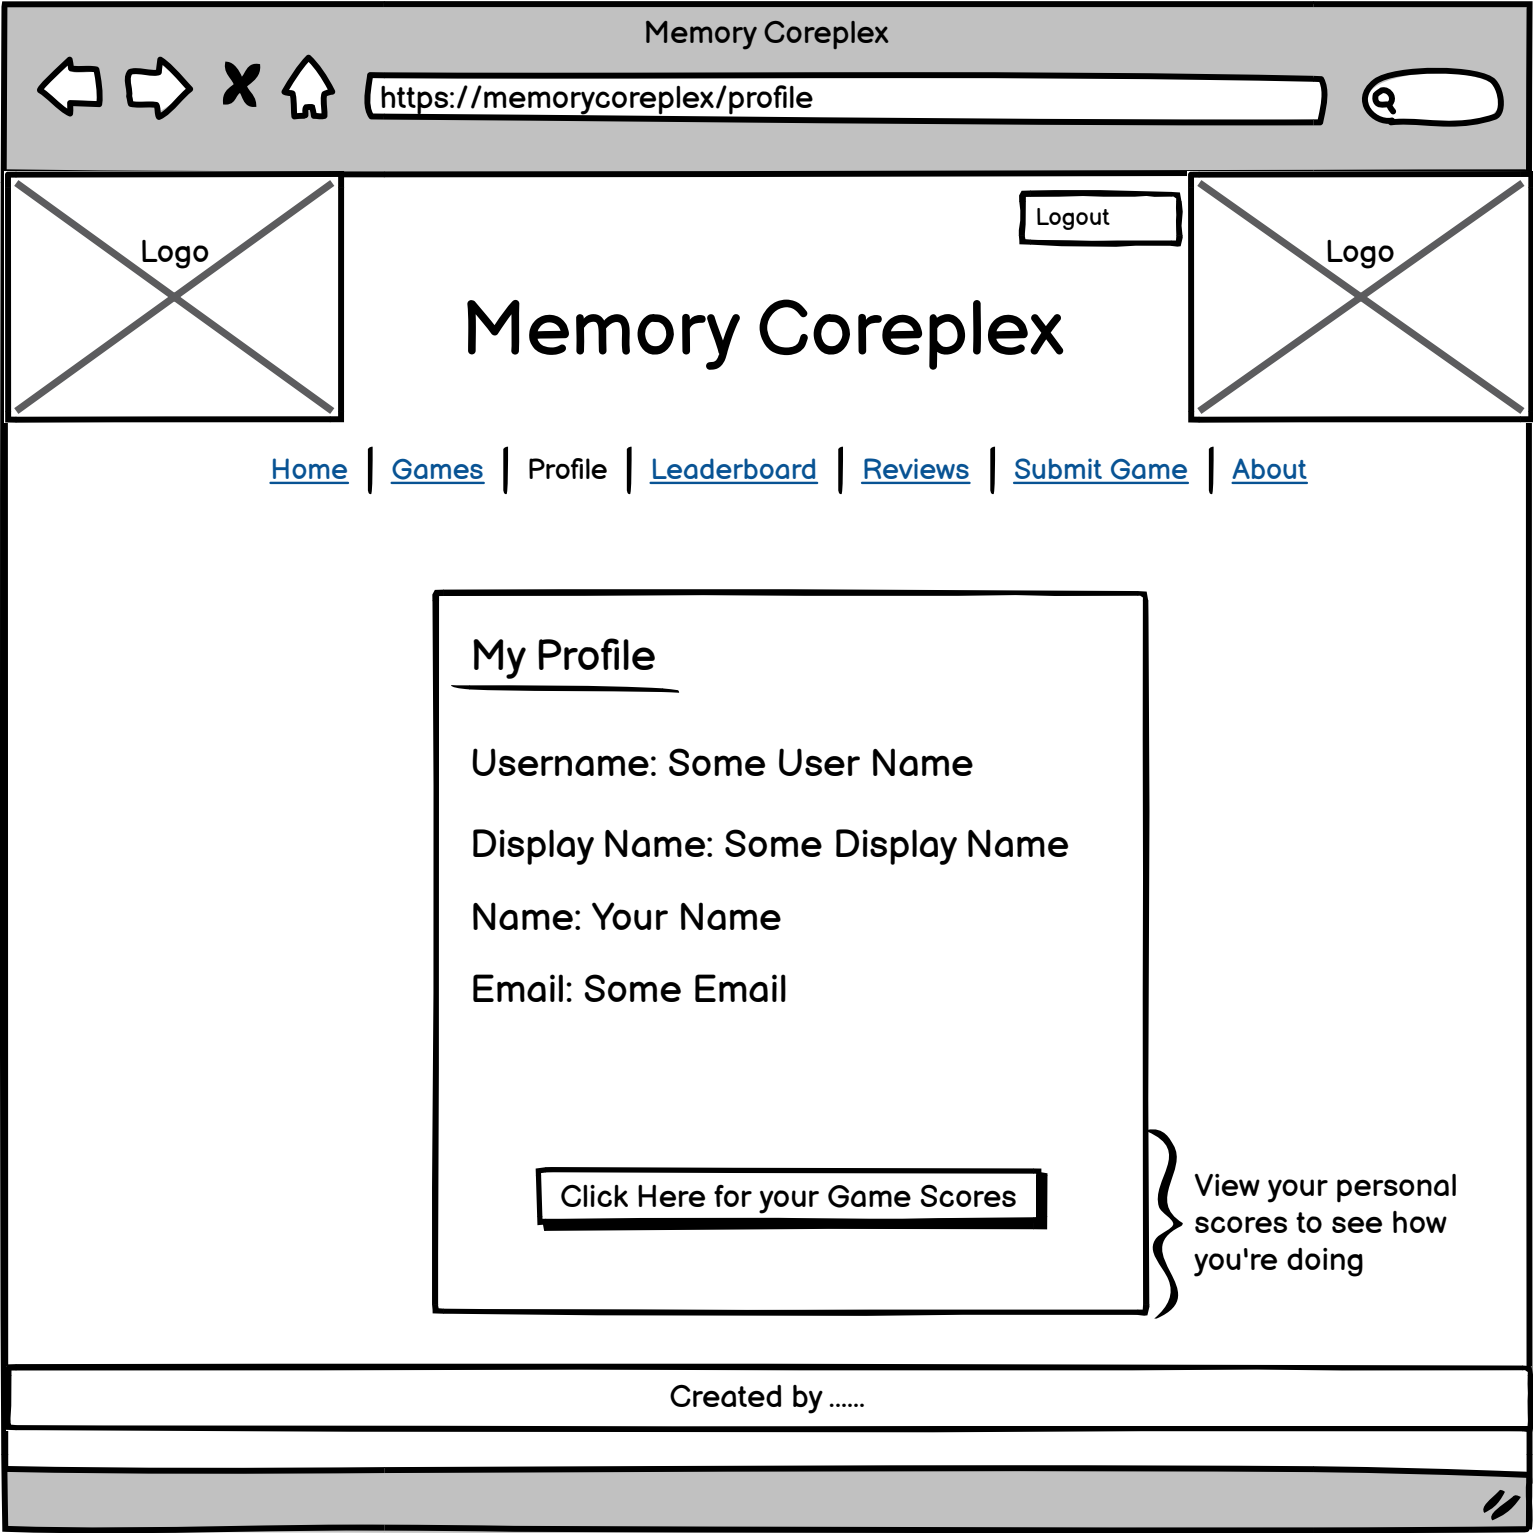 Memory Coreplex
https://memorycoreplex/profile
Logo
Logout
Logo
Memory Coreplex
Home Games Profile Leaderboard Reviews Submit Game About
My Profile
Username: Some User Name
Display Name: Some Display Name
Name: Your Name
Email: Some Email
Click Here for your Game Scores
View your personal
scores to see how
you're doing
Created by ......